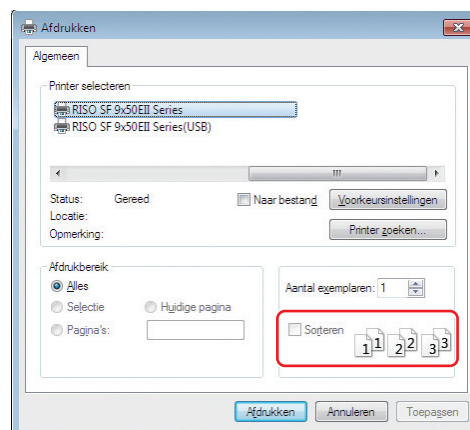 Afdrukken
Algemeen
Printer selecteren
RISO SF 9x50EII Series
RISO SF 9x50EII Series(USB)
Status: Gereed
Locatie:
Opmerking:
Naar bestand
Voorkeursinstellingen
Printer zoeken...
Afdrukbereik
Alles
Selectie
Huidige pagina
Pagina's:
Aantal exemplaren: 1
Sorteren
1 1 2 2 3 3
Afdrukken Annuleren Toepassen